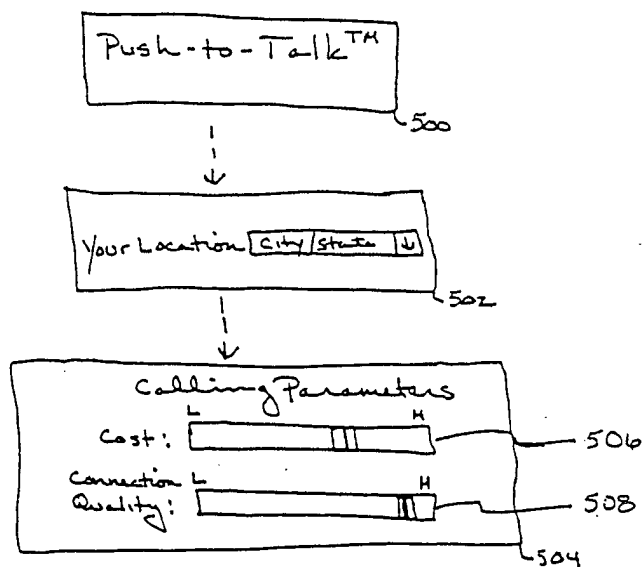 Push-to-Talk™
500
Your Location City State ↓
502
Calling Parameters
L H
Cost:
506
Connection L H
Quality:
508
504